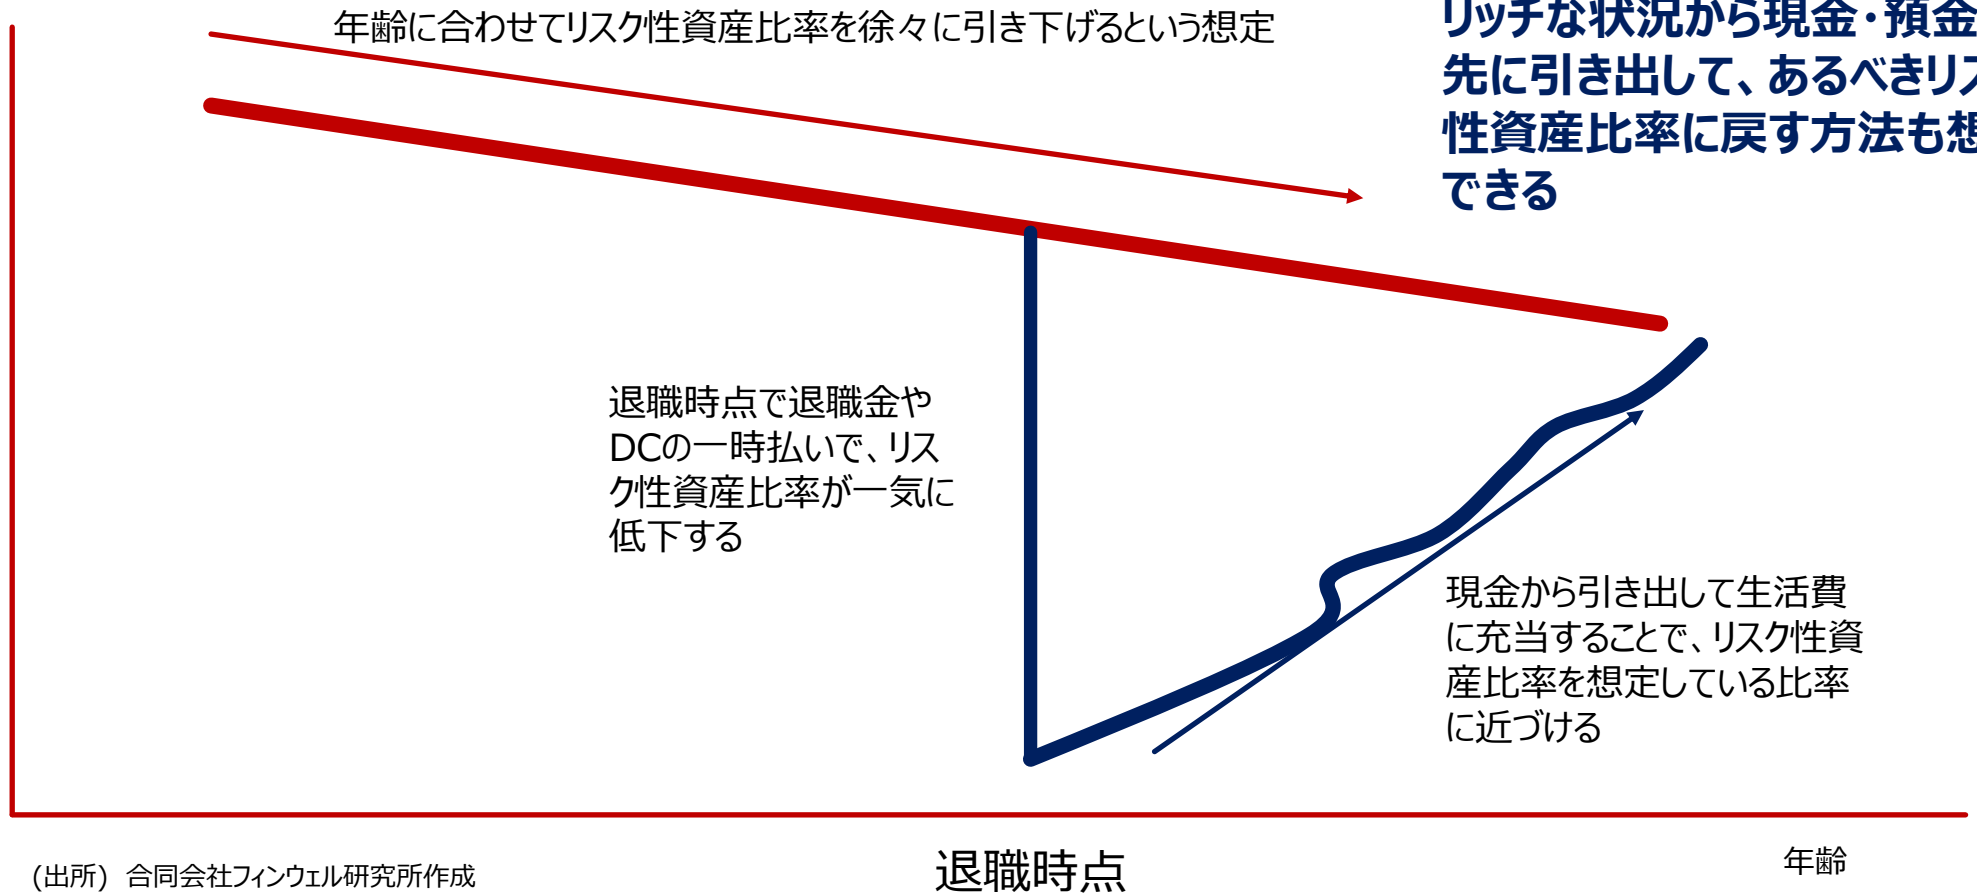 年齢に合わせてリスク性資産比率を徐々に引き下げるという想定
リッチな状況から現金・預金
先に引き出して、あるべきリス
性資産比率に戻す方法も想
できる
退職時点で退職金や
DCの一時払いで、リス
ク性資産比率が一気に
低下する
現金から引き出して生活費
に充当することで、リスク性資
産比率を想定している比率
に近づける
退職時点
年齢
(出所) 合同会社フィンウェル研究所作成